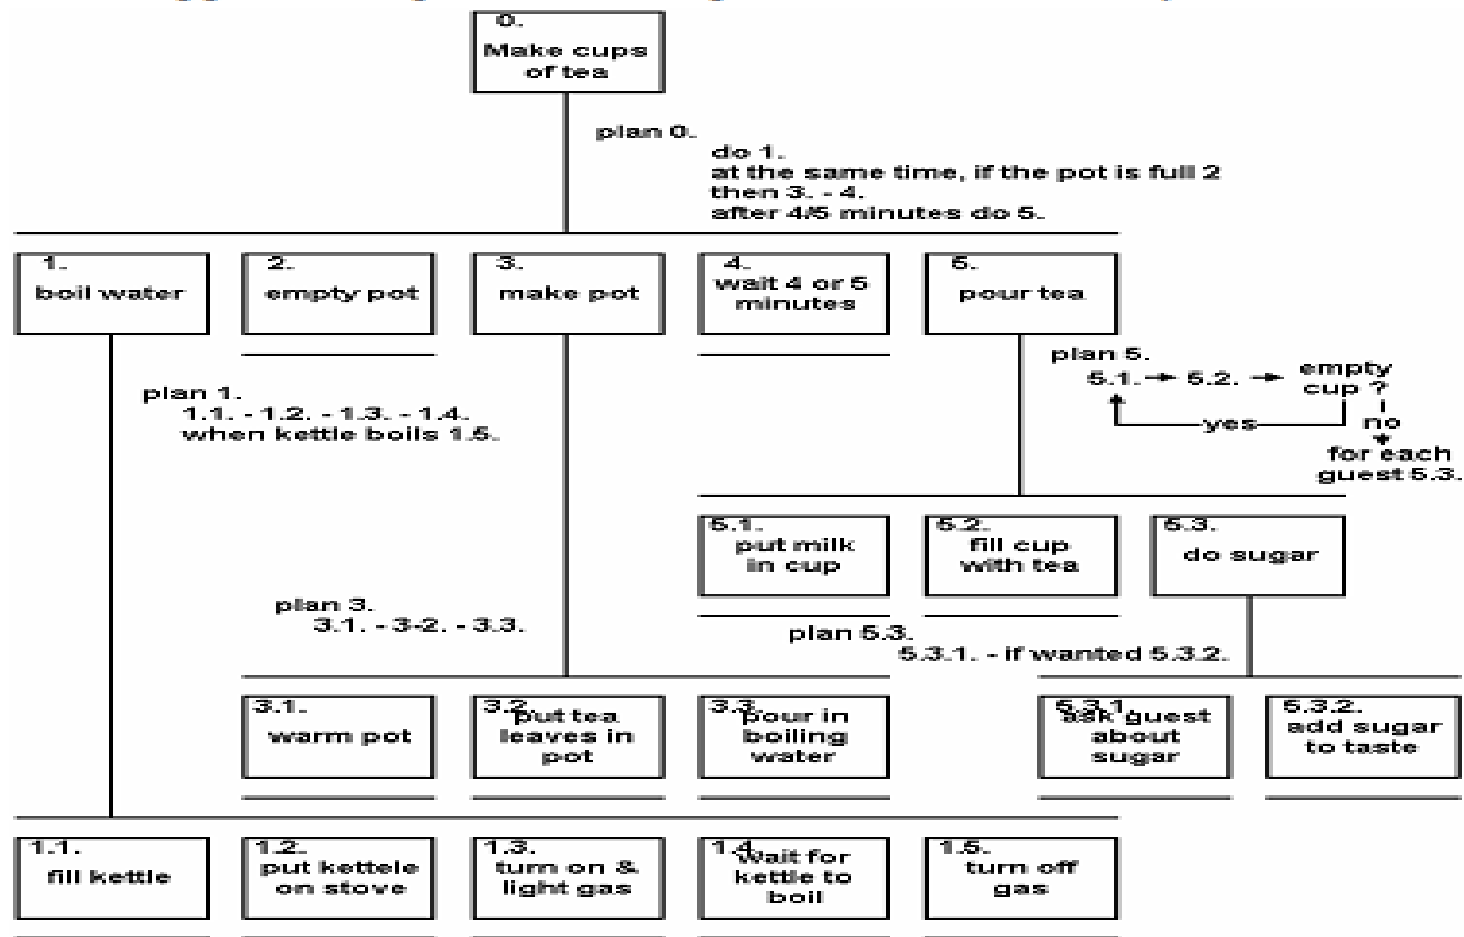 0.
Make cups
of tea
plan 0.
do 1.
at the same time, if the pot is full 2
then 3. - 4.
after 4/5 minutes do 5.
1.
boil water
2.
empty pot
3.
make pot
4.
wait 4 or 5
minutes
5.
pour tea
plan 5.
5.1. → 5.2. → empty
cup ?
yes
no
for each
guest 5.3.
plan 1.
1.1. - 1.2. - 1.3. - 1.4.
when kettle boils 1.5.
5.1.
put milk
in cup
5.2.
fill cup
with tea
5.3.
do sugar
plan 3.
3.1. - 3-2. - 3.3.
plan 5.3.
5.3.1. - if wanted 5.3.2.
3.1.
warm pot
3.2.
put tea
leaves in
pot
3.3.
pour in
boiling
water
5.3.1.
ask guest
about
sugar
5.3.2.
add sugar
to taste
1.1.
fill kettle
1.2.
put kettele
on stove
1.3.
turn on &
light gas
1.4.
wait for
kettle to
boil
1.5.
turn off
gas